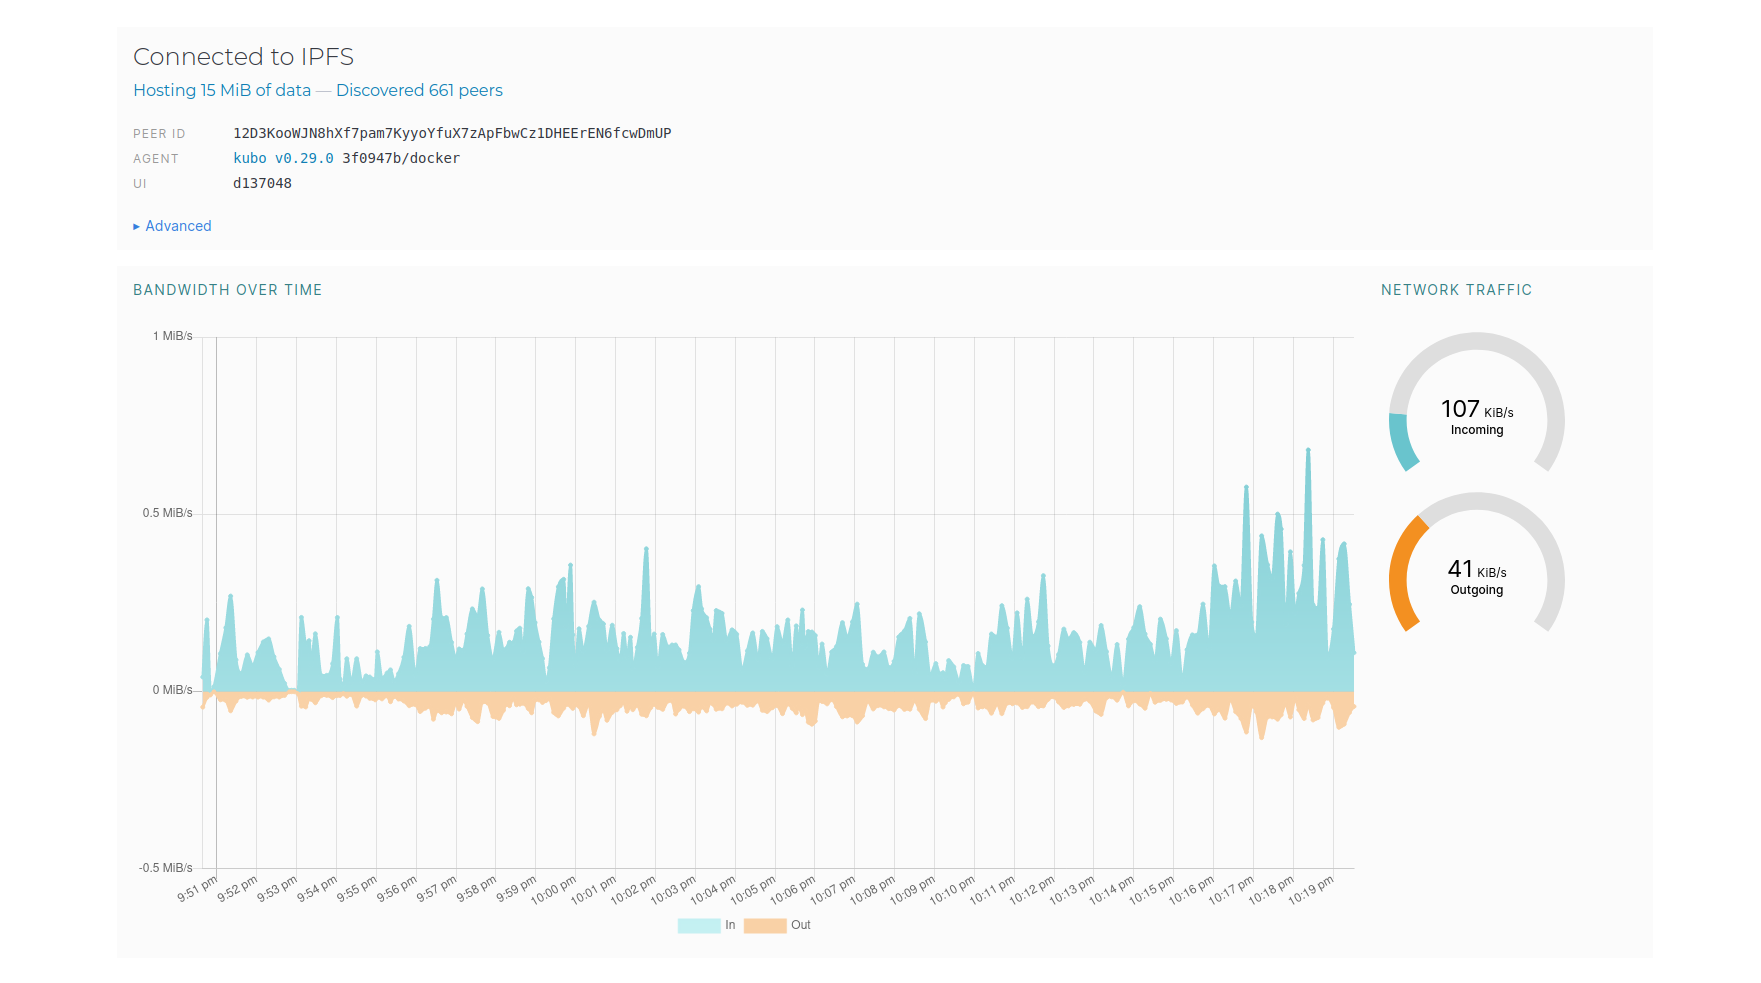 Connected to IPFS
Hosting 15 MiB of data — Discovered 661 peers
PEER ID 12D3KooWJN8hXf7pam7KyyoYfuX7zApFbwCz1DHEErEN6fcwDmUP
AGENT kubo v0.29.0 3f0947b/docker
UI d137048
▸ Advanced
BANDWIDTH OVER TIME
1 MiB/s
0.5 MiB/s
0 MiB/s
-0.5 MiB/s
9:51 pm 9:52 pm 9:53 pm 9:54 pm 9:55 pm 9:56 pm 9:57 pm 9:58 pm 9:59 pm 10:00 pm 10:01 pm 10:02 pm 10:03 pm 10:04 pm 10:05 pm 10:06 pm 10:07 pm 10:08 pm 10:09 pm 10:10 pm 10:11 pm 10:12 pm 10:13 pm 10:14 pm 10:15 pm 10:16 pm 10:17 pm 10:18 pm 10:19 pm
In Out
NETWORK TRAFFIC
107 KiB/s
Incoming
41 KiB/s
Outgoing